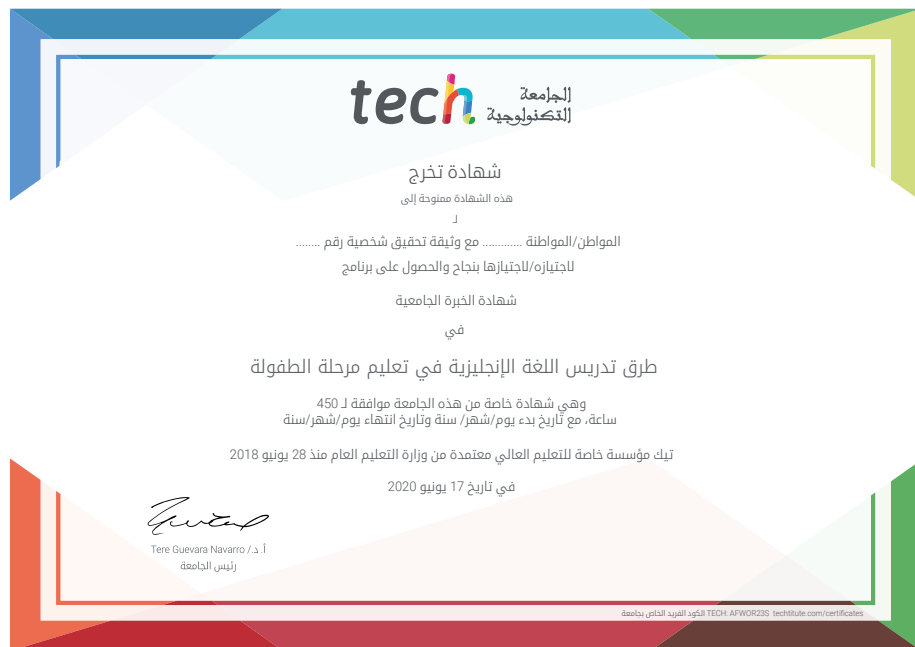 tech الجامعة
التكنولوجية
شهادة تخرج
هذه الشهادة ممنوحة إلى
لـ
المواطن/المواطنة ............. مع وثيقة تحقيق شخصية رقم ........
لاجتيازه/لاجتيازها بنجاح والحصول على برنامج
شهادة الخبرة الجامعية
في
طرق تدريس اللغة الإنجليزية في تعليم مرحلة الطفولة
وهي شهادة خاصة من هذه الجامعة موافقة لـ 450
ساعة، مع تاريخ بدء يوم/شهر/ سنة وتاريخ انتهاء يوم/شهر/سنة
تيك مؤسسة خاصة للتعليم العالي معتمدة من وزارة التعليم العام منذ 28 يونيو 2018
في تاريخ 17 يونيو 2020
أ. د./ Tere Guevara Navarro
رئيس الجامعة
الكود الفريد الخاص بجامعة TECH: AFWOR23S techtitute.com/certificates